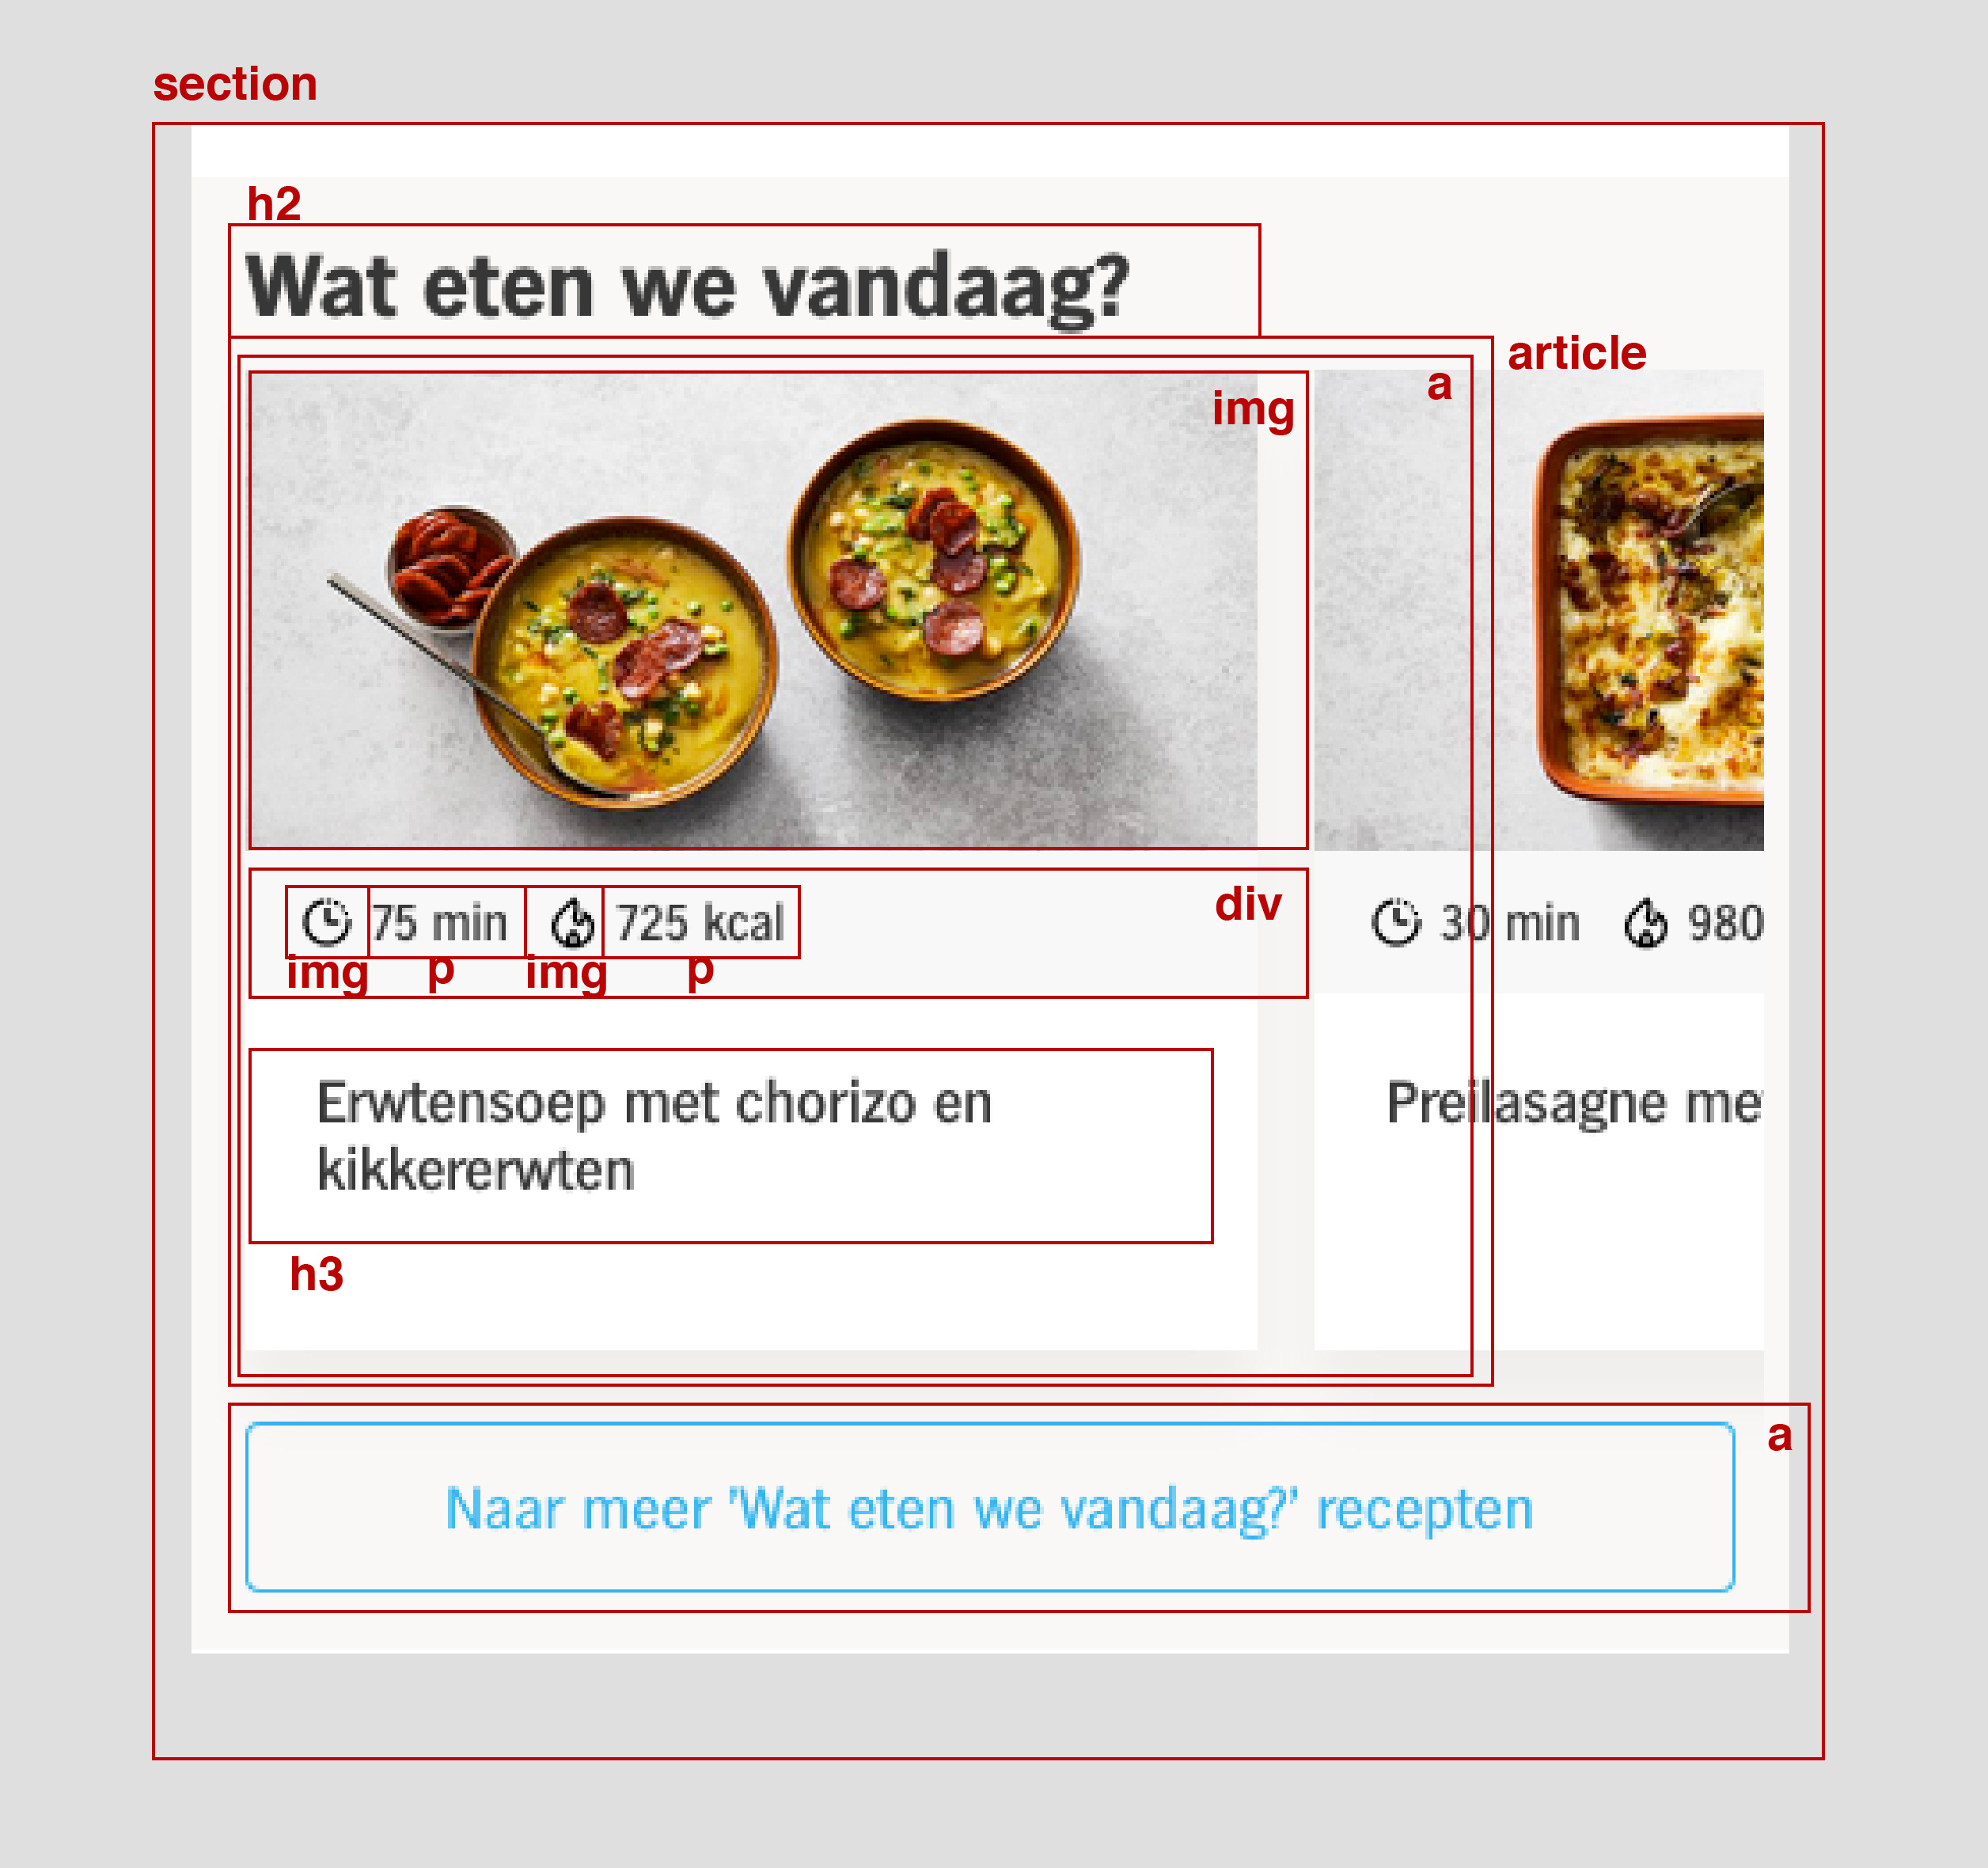 section
h2
Wat eten we vandaag?
article
a
img
75 min
725 kcal
div
30 min
980
img
p
img
p
Erwtensoep met chorizo en
kikkererwten
Preilasagne me
h3
a
Naar meer 'Wat eten we vandaag?' recepten